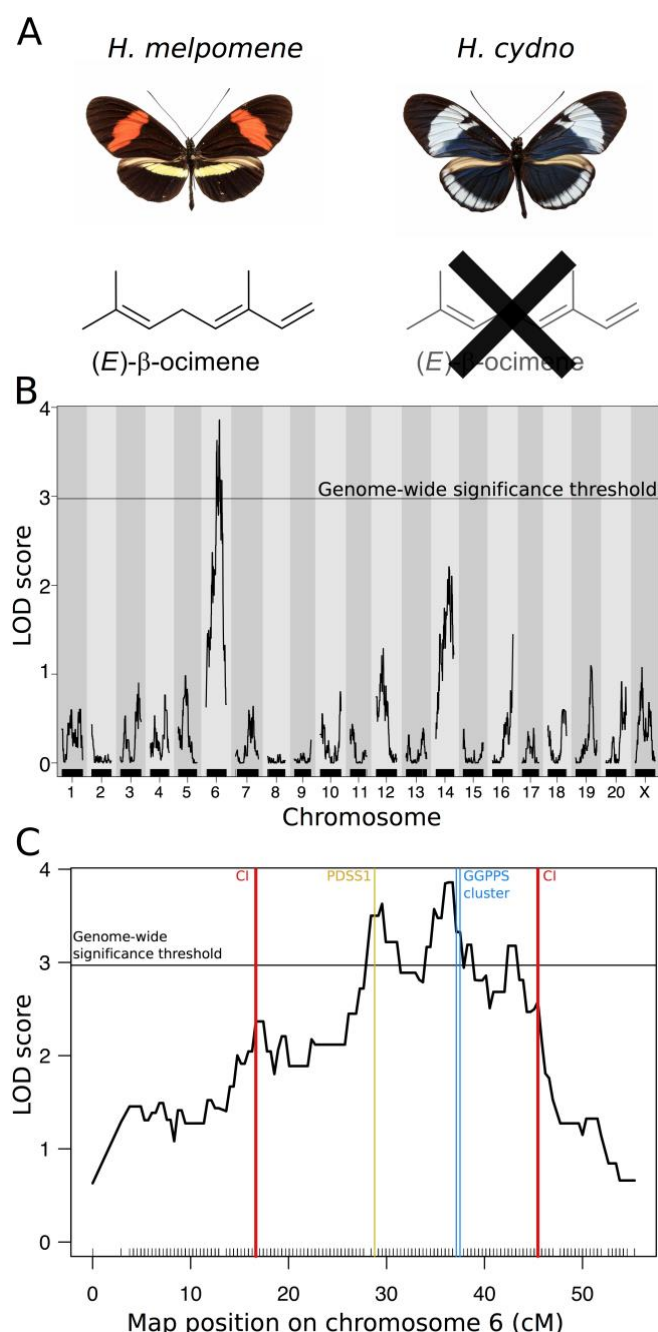 A
H. melpomene
H. cydno
(E)-β-ocimene
(E)-β-ocimene
B
4
3
2
1
0
LOD score
Genome-wide significance threshold
1 2 3 4 5 6 7 8 9 10 11 12 13 14 15 16 17 18 19 20 X
Chromosome
C
4
3
2
1
0
LOD score
CI
PDSS1
GGPPS
cluster
CI
Genome-wide
significance threshold
0 10 20 30 40 50
Map position on chromosome 6 (cM)